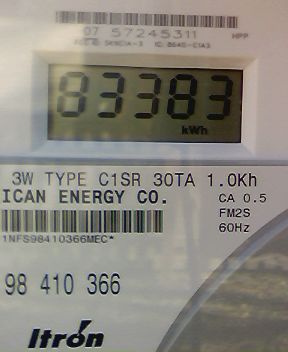 07 57245311 HPP
83383
kWh
3W TYPE C1SR 30TA 1.0Kh
ICAN ENERGY CO.
CA 0.5
FM2S
60Hz
1NFS98410366MEC*
98 410 366
Itron